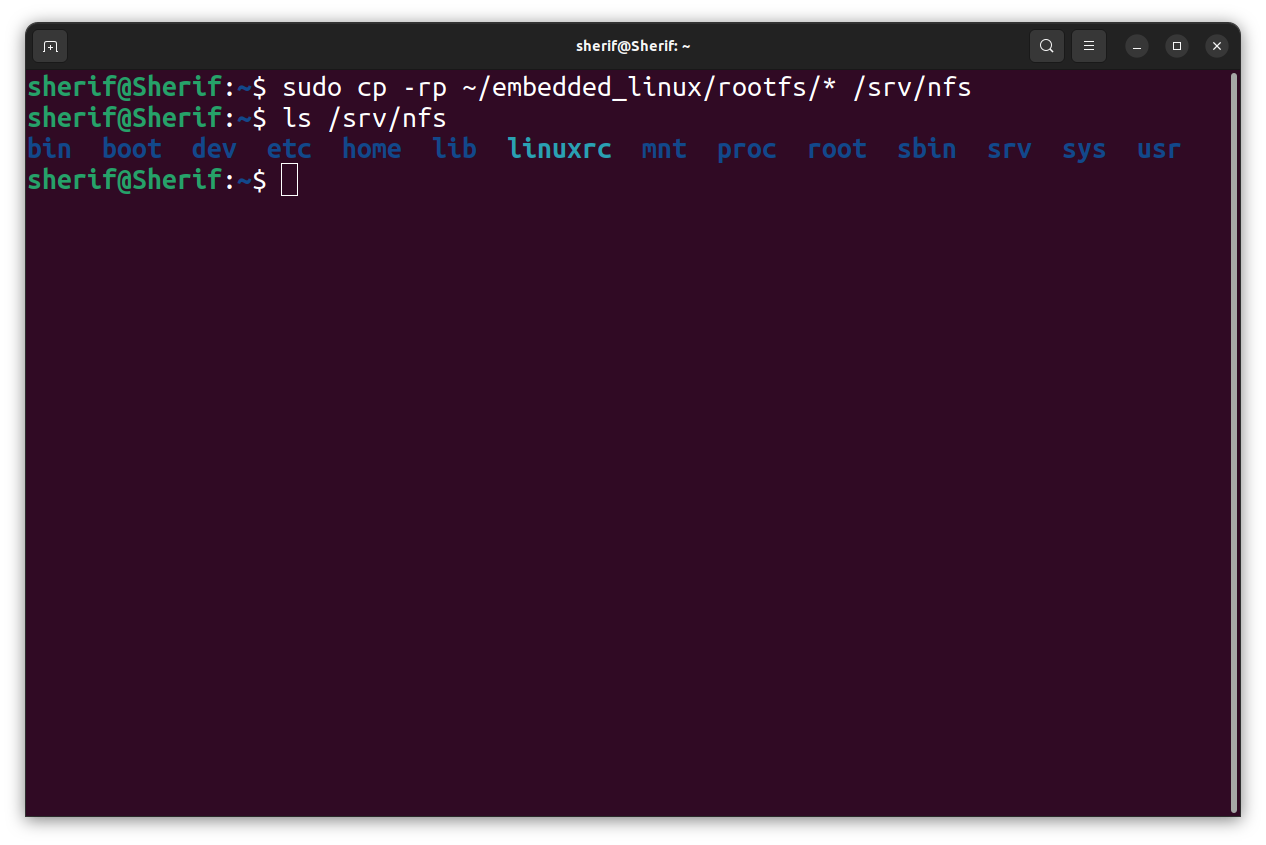 sherif@Sherif: ~
sherif@Sherif:~$ sudo cp -rp ~/embedded_linux/rootfs/* /srv/nfs
sherif@Sherif:~$ ls /srv/nfs
bin  boot  dev  etc  home  lib  linuxrc  mnt  proc  root  sbin  srv  sys  usr
sherif@Sherif:~$